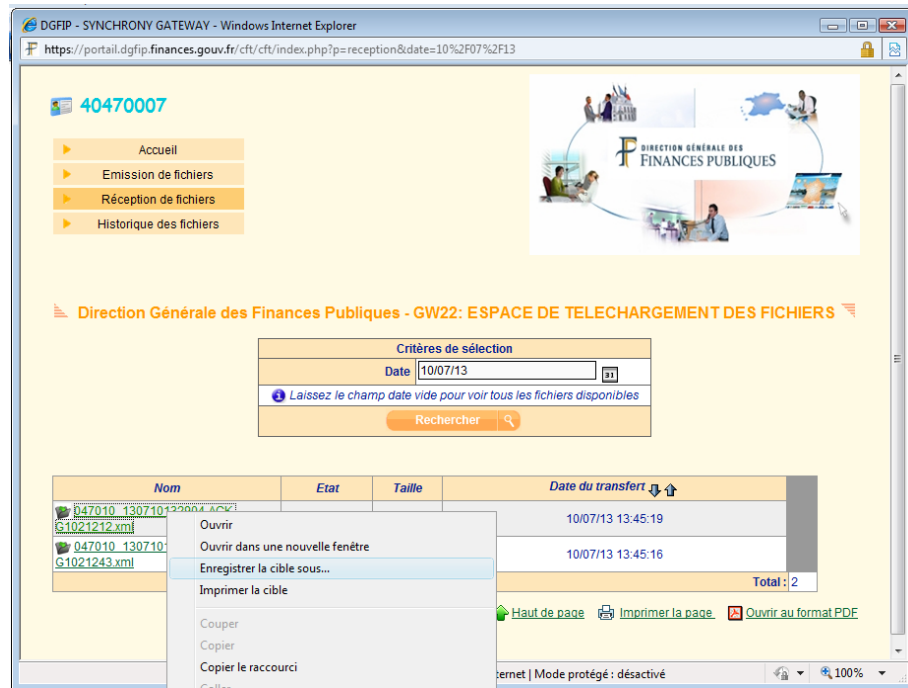 DGFIP - SYNCHRONY GATEWAY - Windows Internet Explorer
https://portail.dgfip.finances.gouv.fr/cft/cft/index.php?p=reception&date=10%2F07%2F13
40470007
Accueil
Emission de fichiers
Réception de fichiers
Historique des fichiers
DIRECTION GÉNÉRALE DES
FINANCES PUBLIQUES
Direction Générale des Finances Publiques - GW22: ESPACE DE TELECHARGEMENT DES FICHIERS
Critères de sélection
Date 10/07/13
31
Laissez le champ date vide pour voir tous les fichiers disponibles
Rechercher
Nom Etat Taille Date du transfert
047010_130710132904.ACK-
G1021212.xml
10/07/13 13:45:19
047010_13071013
G1021243.xml
10/07/13 13:45:16
Total : 2
Ouvrir
Ouvrir dans une nouvelle fenêtre
Enregistrer la cible sous...
Imprimer la cible
Couper
Copier
Copier le raccourci
Coller
Haut de page Imprimer la page Ouvrir au format PDF
ternet | Mode protégé : désactivé
100%